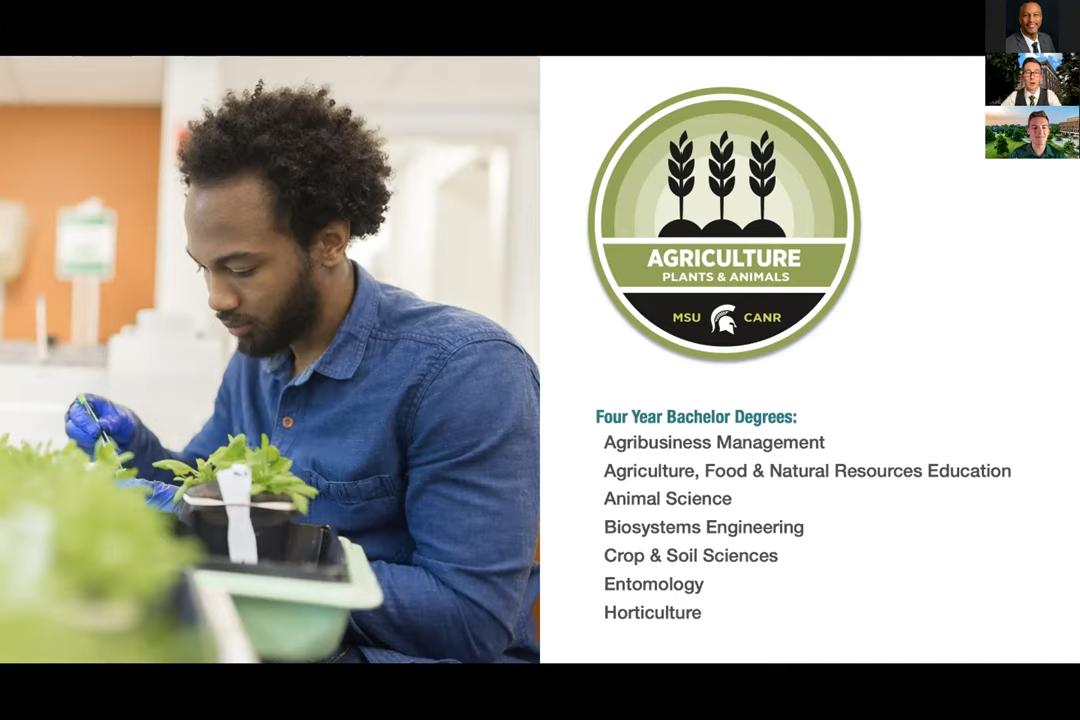 AGRICULTURE
PLANTS & ANIMALS
MSU CANR
Four Year Bachelor Degrees:
Agribusiness Management
Agriculture, Food & Natural Resources Education
Animal Science
Biosystems Engineering
Crop & Soil Sciences
Entomology
Horticulture